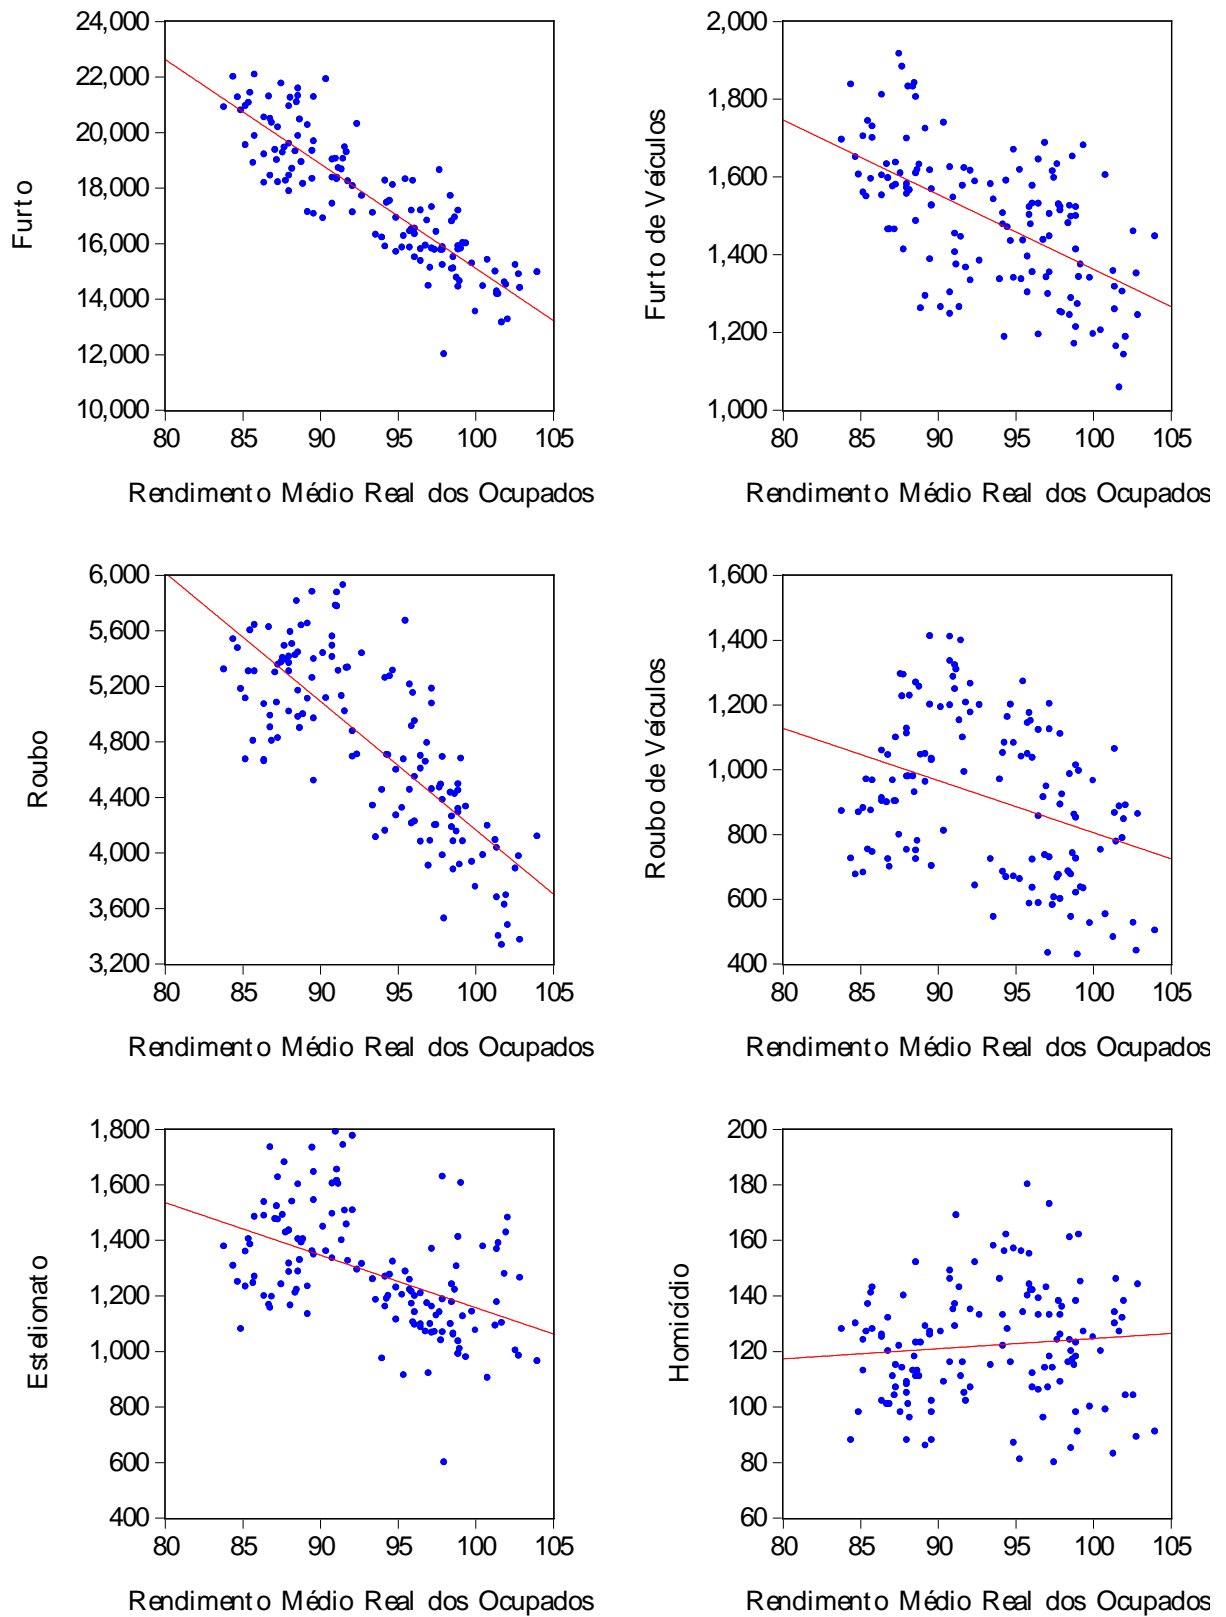 24,000
22,000
20,000
18,000
16,000
14,000
12,000
10,000
Furto
80 85 90 95 100 105
Rendimento Médio Real dos Ocupados
2,000
1,800
1,600
1,400
1,200
1,000
Furto de Veículos
80 85 90 95 100 105
Rendimento Médio Real dos Ocupados
6,000
5,600
5,200
4,800
4,400
4,000
3,600
3,200
Roubo
80 85 90 95 100 105
Rendimento Médio Real dos Ocupados
1,600
1,400
1,200
1,000
800
600
400
Roubo de Veículos
80 85 90 95 100 105
Rendimento Médio Real dos Ocupados
1,800
1,600
1,400
1,200
1,000
800
600
400
Estelionato
80 85 90 95 100 105
Rendimento Médio Real dos Ocupados
200
180
160
140
120
100
80
60
Homicídio
80 85 90 95 100 105
Rendimento Médio Real dos Ocupados